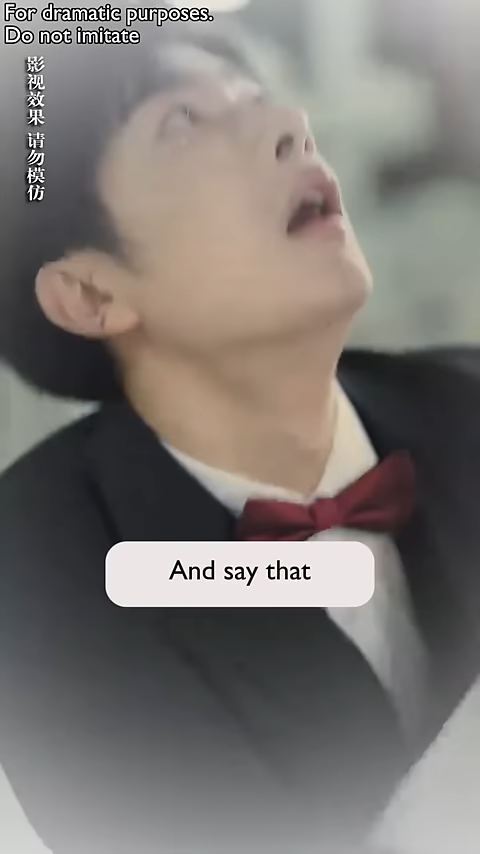 For dramatic purposes.
Do not imitate
影视效果 请勿模仿
And say that